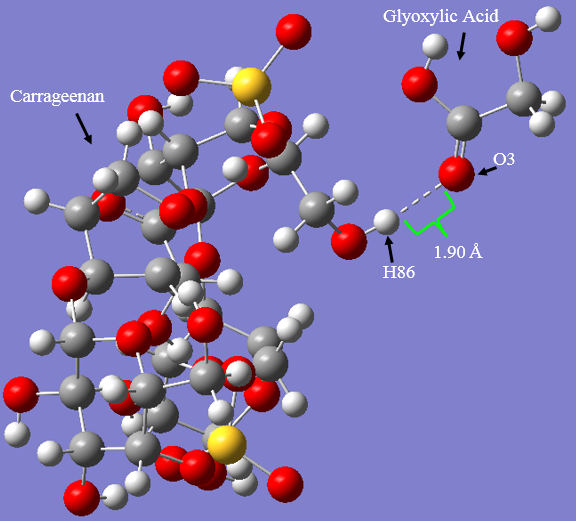 Glyoxylic Acid
Carrageenan
O3
1.90 Å
H86